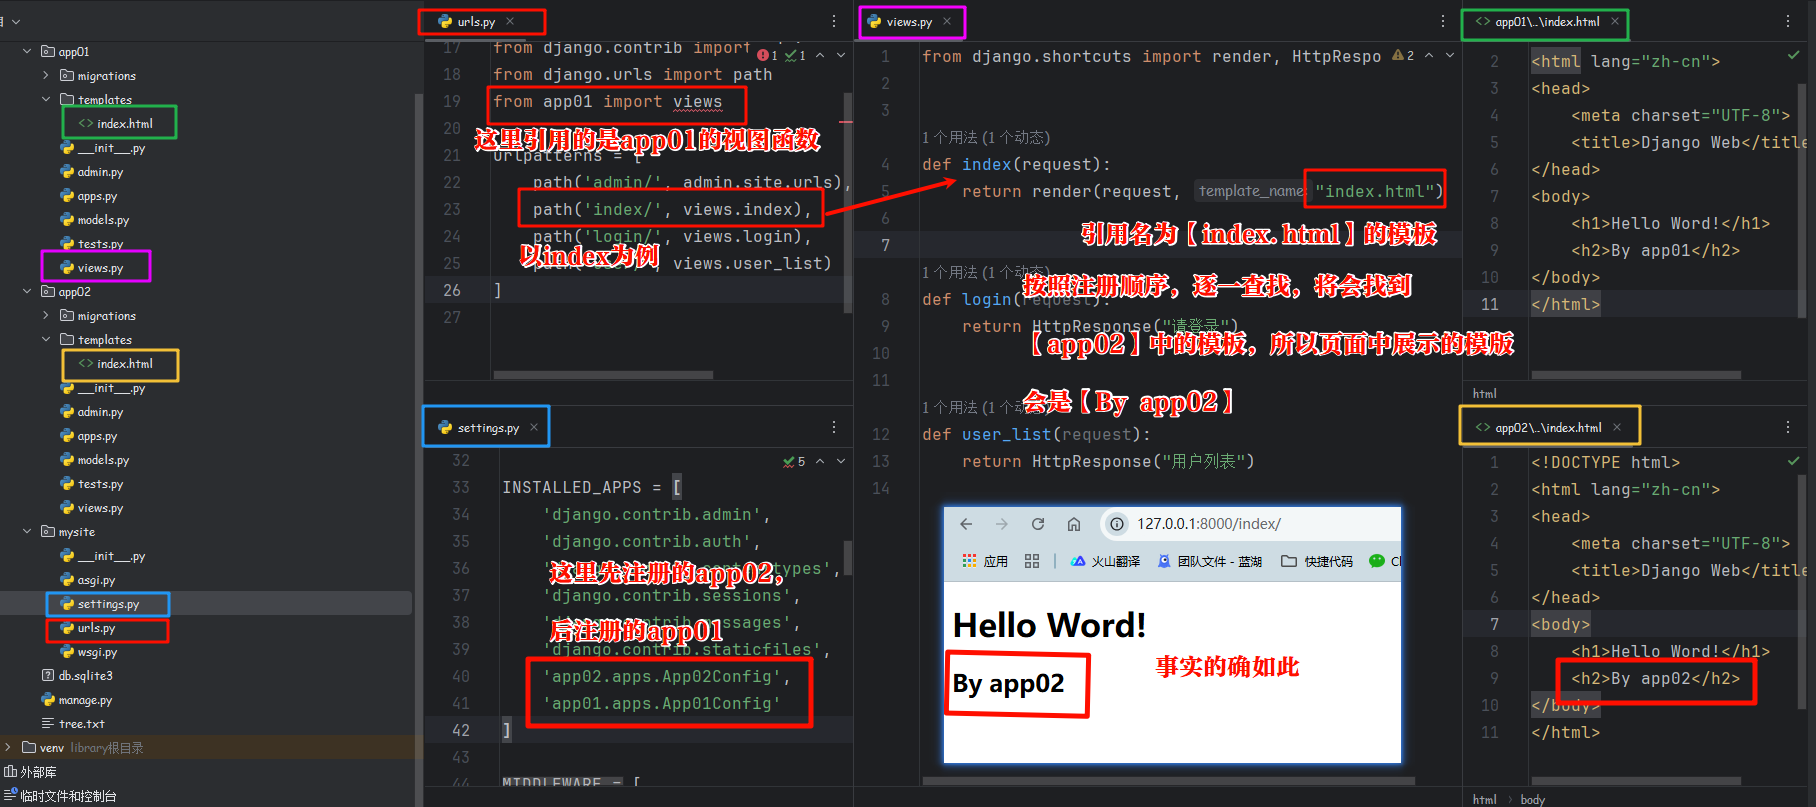 app01
migrations
templates
index.html
__init__.py
admin.py
apps.py
models.py
tests.py
views.py
app02
migrations
templates
index.html
__init__.py
admin.py
apps.py
models.py
tests.py
views.py
mysite
__init__.py
asgi.py
settings.py
urls.py
wsgi.py
db.sqlite3
manage.py
tree.txt
venv library根目录
外部库
临时文件和控制台
urls.py
1 1
17 from django.contrib import
18 from django.urls import path
19 from app01 import views
20
这里引用的是app01的视图函数
21 urlpatterns = [
22 path('admin/', admin.site.urls),
23 path('index/', views.index),
24 path('login/', views.login),
以index为例
25 views.user_list)
26 ]
27
settings.py
5
32
33 INSTALLED_APPS = [
34 'django.contrib.admin',
35 'django.contrib.auth',
36 types',
这里先注册的app02,
37 'django.contrib.sessions',
38 ssages',
后注册的app01
39 'django.contrib.staticfiles',
40 'app02.apps.App02Config',
41 'app01.apps.App01Config'
42 ]
43
44 MIDDLEWARE = [
views.py
1 from django.shortcuts import render, HttpRespo 2
2
3
1 个用法 (1 个动态)
4 def index(request):
5 return render(request, template_name: "index.html")
6
7
引用名为【index.html】的模板
1 个用法 (1 个动态)
按照注册顺序，逐一查找，将会找到
8 def login(request):
9 return HttpResponse("请登录")
【app02】中的模板，所以页面中展示的模版
10
11
会是【By app02】
1 个用法 (1 个动态)
12 def user_list(request):
13 return HttpResponse("用户列表")
14
127.0.0.1:8000/index/
应用 火山翻译 团队文件 - 蓝湖 快捷代码
Hello Word!
By app02
事实的确如此
app01\..\index.html
2 <html lang="zh-cn">
3 <head>
4 <meta charset="UTF-8">
5 <title>Django Web</title
6 </head>
7 <body>
8 <h1>Hello Word!</h1>
9 <h2>By app01</h2>
10 </body>
11 </html>
html
app02\..\index.html
1 <!DOCTYPE html>
2 <html lang="zh-cn">
3 <head>
4 <meta charset="UTF-8">
5 <title>Django Web</title
6 </head>
7 <body>
8 <h1>Hello Word!</h1>
9 <h2>By app02</h2>
10 </body>
11 </html>
html › body